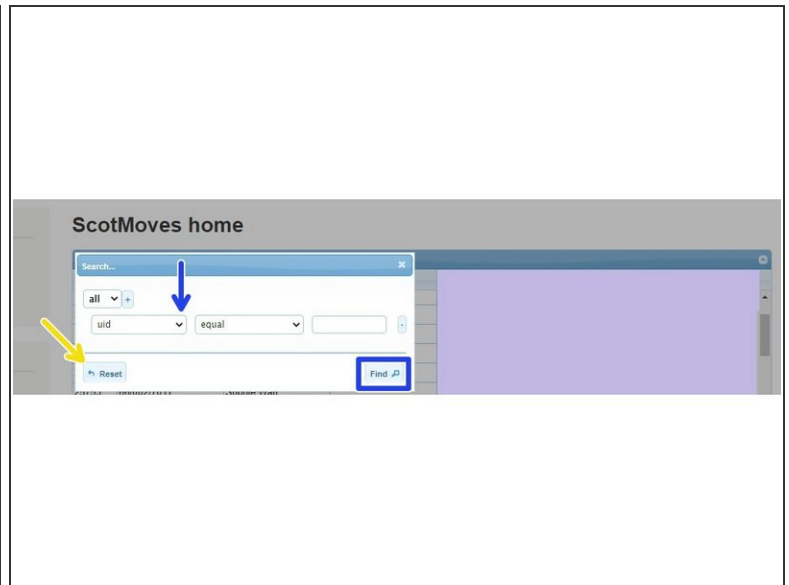 ScotMoves home
Search...
all +
uid equal -
Reset Find